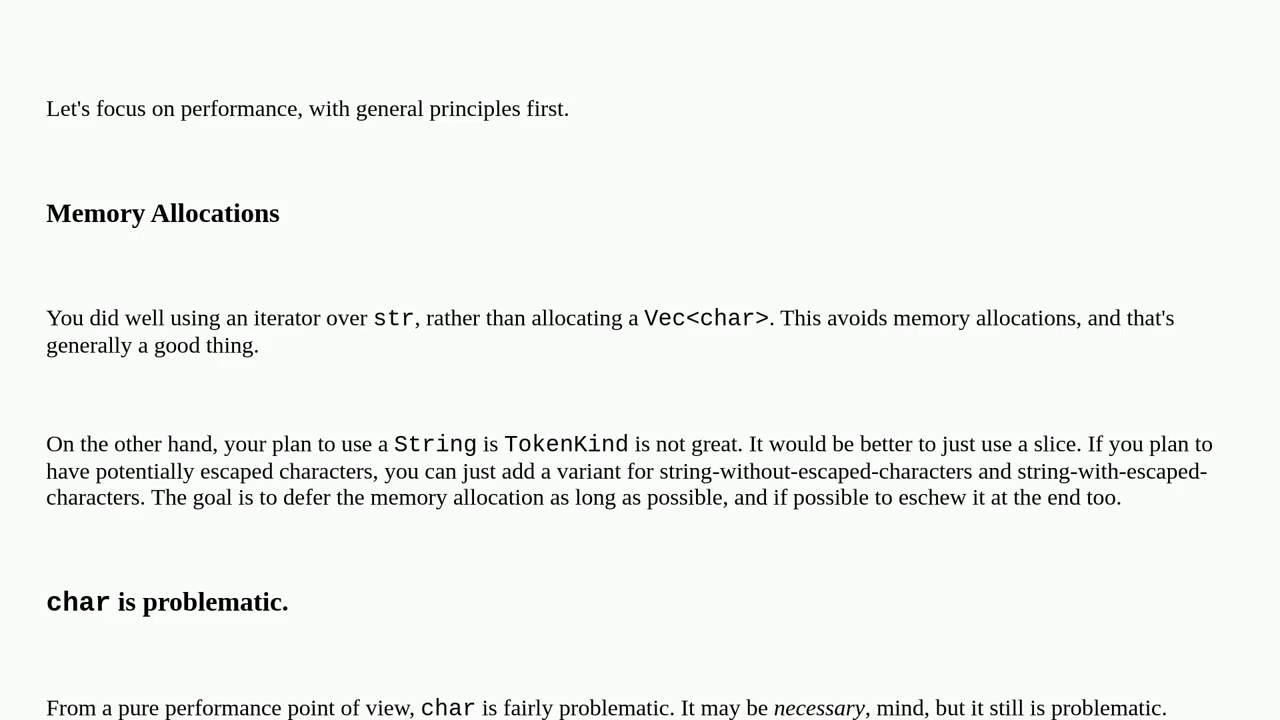 Let's focus on performance, with general principles first.
Memory Allocations
You did well using an iterator over str, rather than allocating a Vec<char>. This avoids memory allocations, and that's
generally a good thing.
On the other hand, your plan to use a String is TokenKind is not great. It would be better to just use a slice. If you plan to
have potentially escaped characters, you can just add a variant for string-without-escaped-characters and string-with-escaped-
characters. The goal is to defer the memory allocation as long as possible, and if possible to eschew it at the end too.
char is problematic.
From a pure performance point of view, char is fairly problematic. It may be necessary, mind, but it still is problematic.